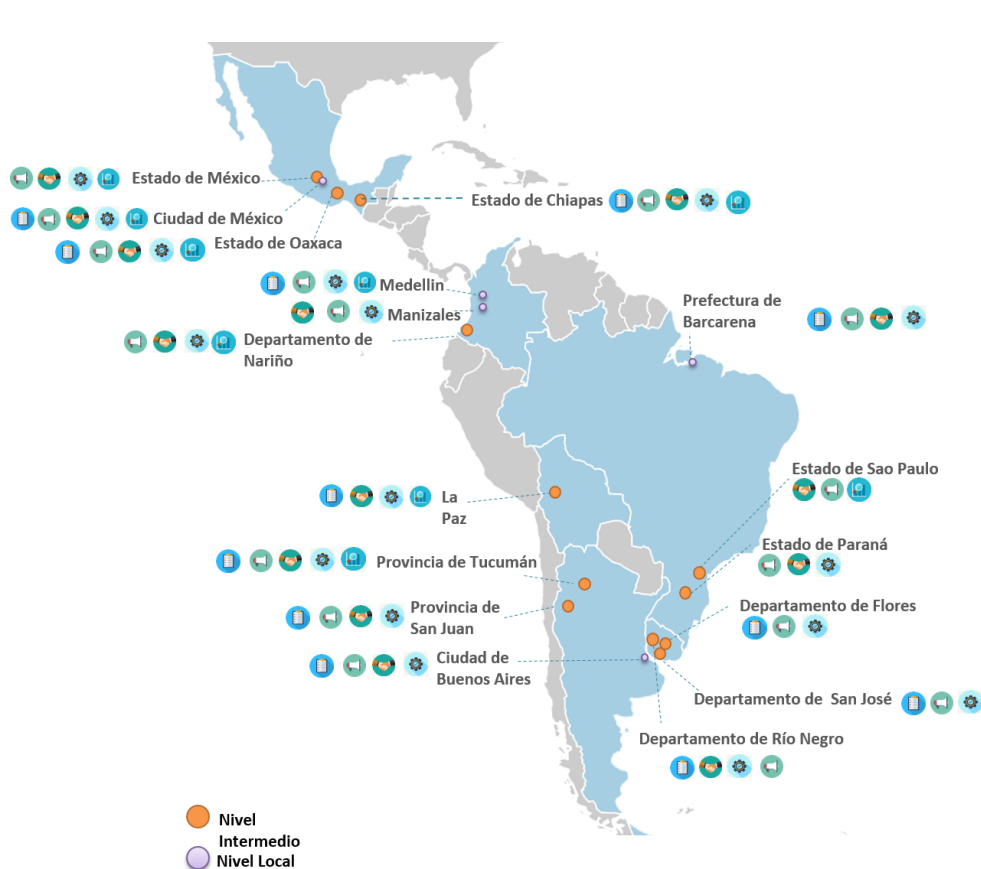 Estado de México
Estado de Chiapas
Ciudad de México
Estado de Oaxaca
Medellin
Manizales
Departamento de
Nariño
Prefectura de
Barcarena
Estado de Sao Paulo
La
Paz
Estado de Paraná
Provincia de Tucumán
Departamento de Flores
Provincia de
San Juan
Ciudad de
Buenos Aires
Departamento de San José
Departamento de Río Negro
Nivel
Intermedio
Nivel Local